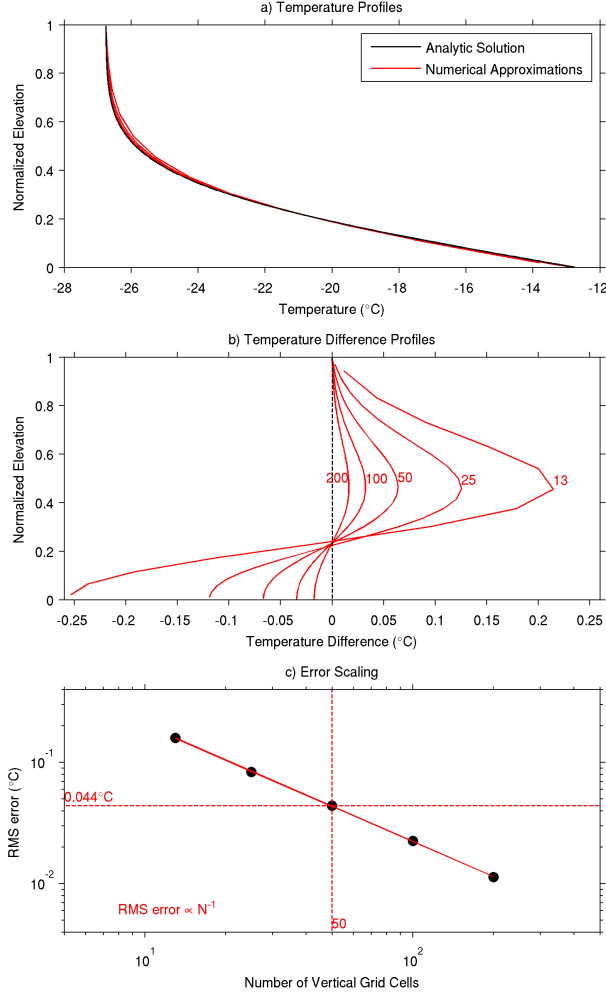 a) Temperature Profiles
1
0.8
0.6
0.4
0.2
0
Normalized Elevation
Analytic Solution
Numerical Approximations
-28 -26 -24 -22 -20 -18 -16 -14 -12
Temperature (°C)
b) Temperature Difference Profiles
1
0.8
0.6
0.4
0.2
0
Normalized Elevation
200 100 50 25 13
-0.25 -0.2 -0.15 -0.1 -0.05 0 0.05 0.1 0.15 0.2 0.25
Temperature Difference (°C)
c) Error Scaling
10⁻¹
10⁻²
RMS error (°C)
0.044°C
RMS error ∝ N⁻¹
50
10¹ 10²
Number of Vertical Grid Cells